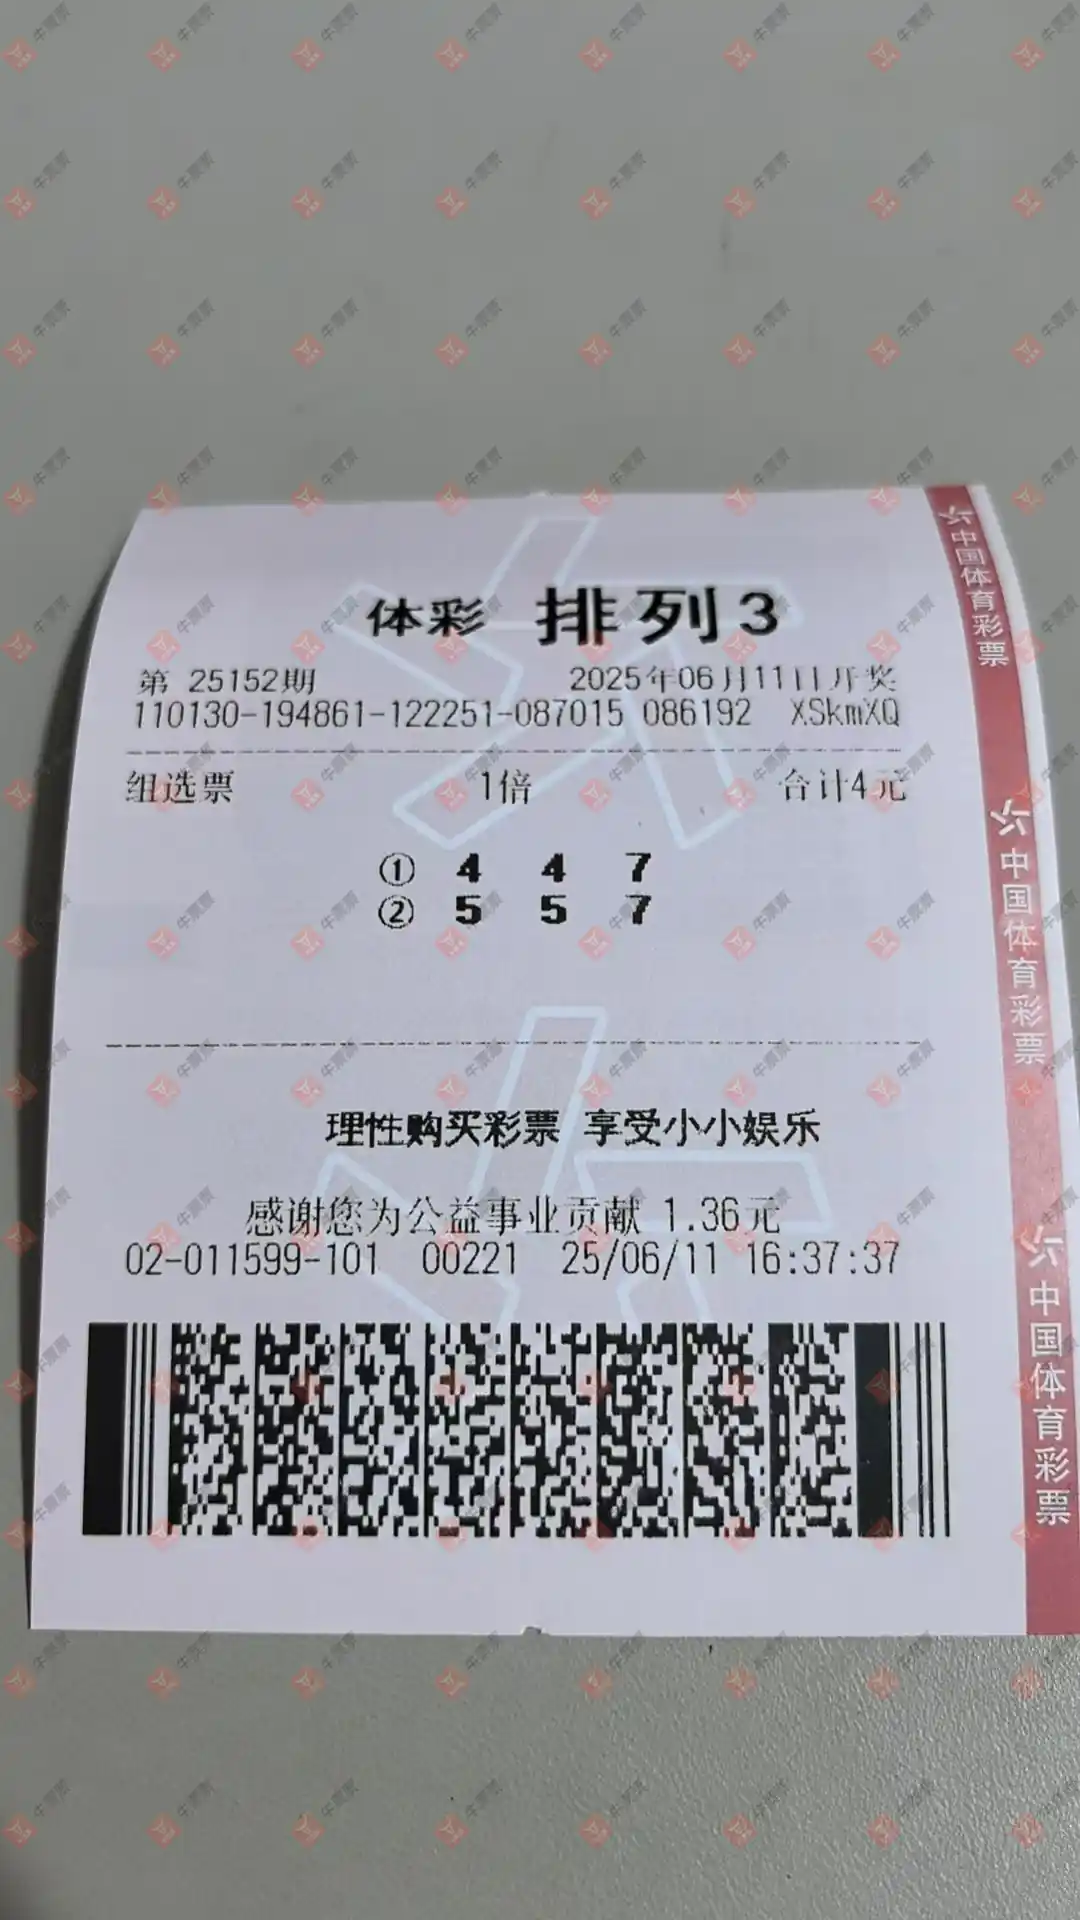 体彩 排列3
第 25152期 2025年06月11日开奖
110130-194861-122251-087015 086192 XSkmXQ
组选票 1倍 合计4元
① 4 4 7
② 5 5 7
理性购买彩票 享受小小娱乐
感谢您为公益事业贡献 1.36元
02-011599-101 00221 25/06/11 16:37:37
中国体育彩票
中国体育彩票
中国体育彩票